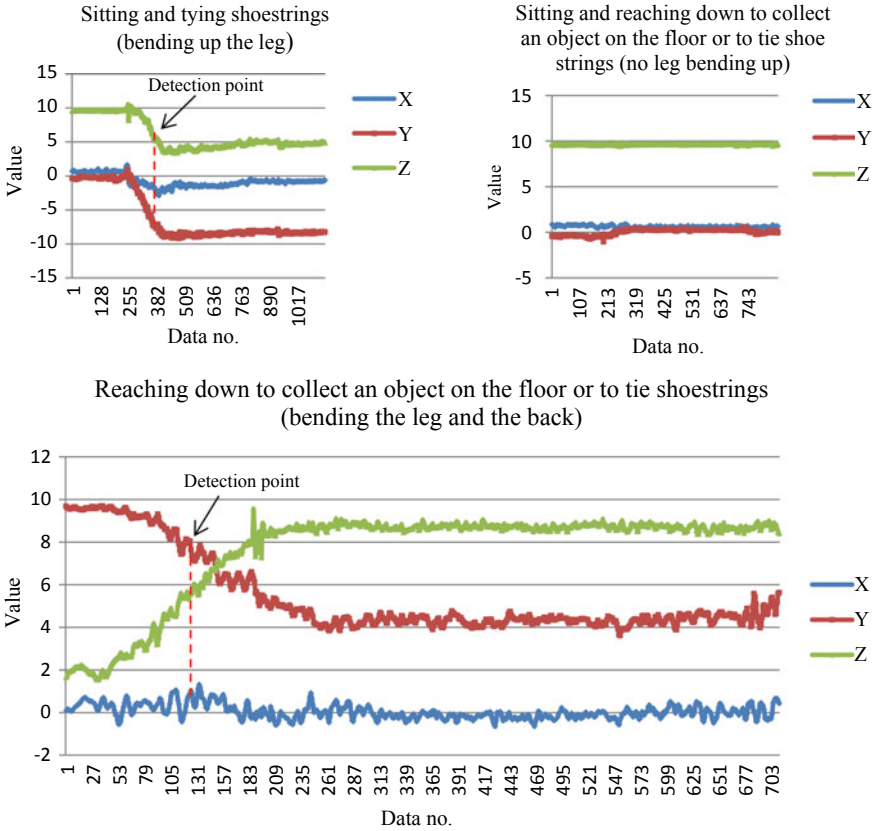 Sitting and tying shoestrings
(bending up the leg)
15
10
5
0
-5
-10
-15
Value
Detection point
X
Y
Z
1
128
255
382
509
636
763
890
1017
Data no.
Sitting and reaching down to collect
an object on the floor or to tie shoe
strings (no leg bending up)
15
10
5
0
-5
Value
X
Y
Z
1
107
213
319
425
531
637
743
Data no.
Reaching down to collect an object on the floor or to tie shoestrings
(bending the leg and the back)
12
10
8
6
4
2
0
-2
Value
Detection point
X
Y
Z
1
27
53
79
105
131
157
183
209
235
261
287
313
339
365
391
417
443
469
495
521
547
573
599
625
651
677
703
Data no.